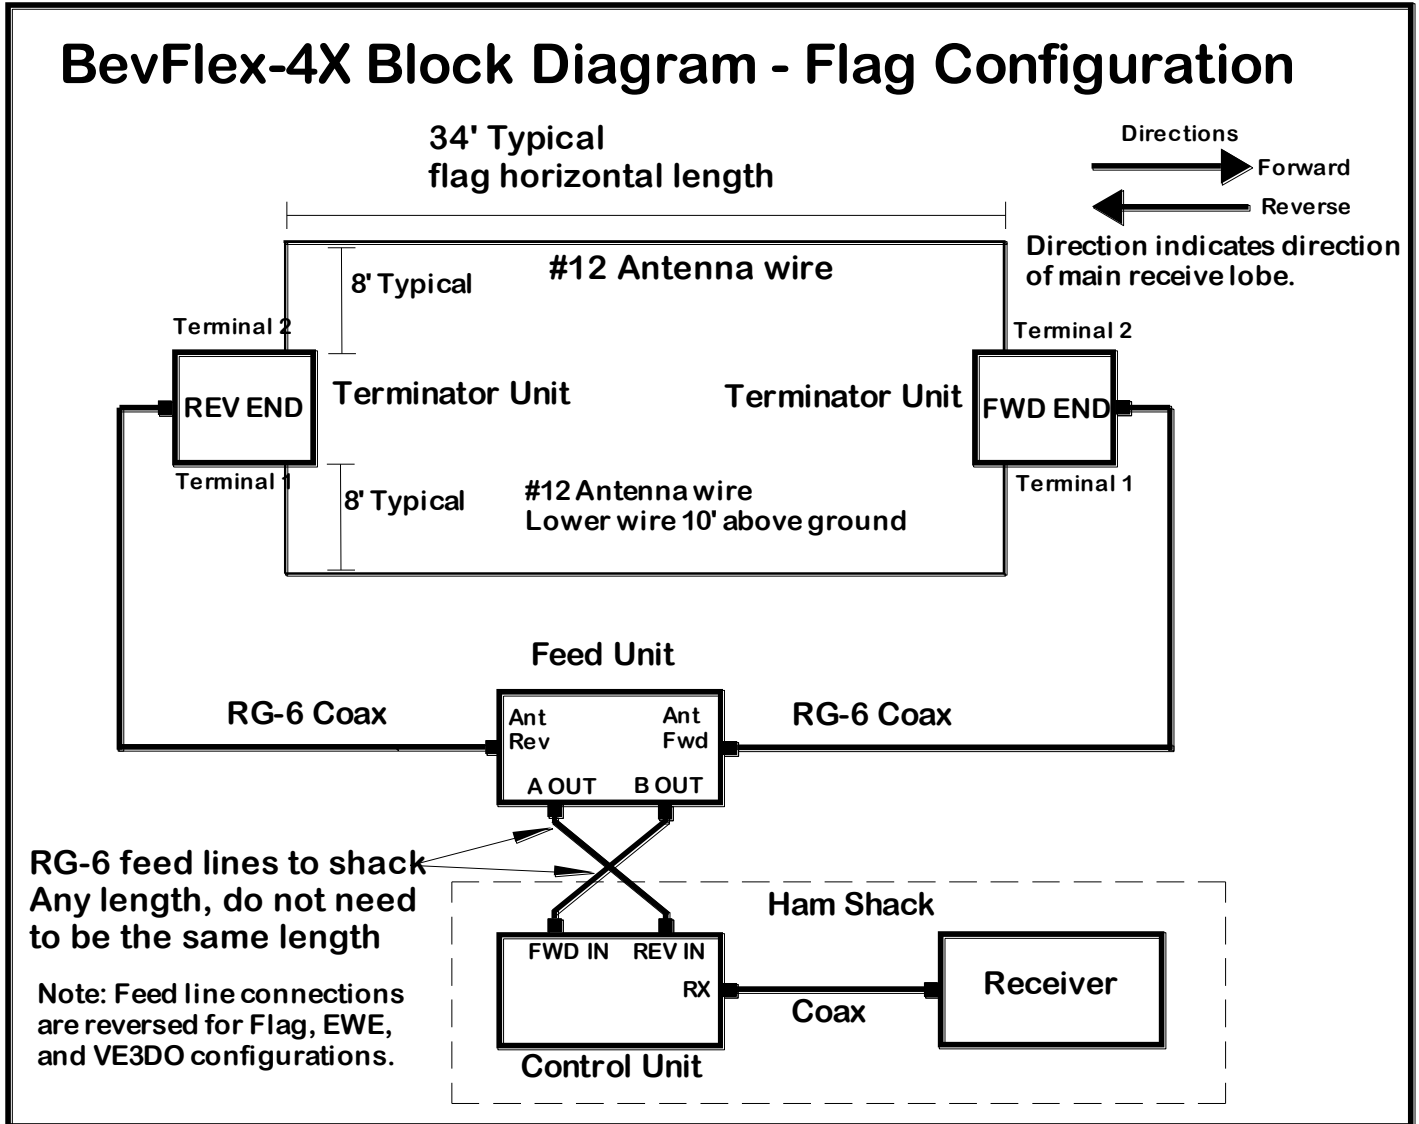 BevFlex-4X Block Diagram - Flag Configuration
34' Typical
flag horizontal length
Directions
Forward
Reverse
Direction indicates direction
of main receive lobe.
#12 Antenna wire
8' Typical
Terminal 2
Terminal 2
REV END
Terminator Unit
Terminator Unit
FWD END
Terminal 1
Terminal 1
8' Typical
#12 Antenna wire
Lower wire 10' above ground
Feed Unit
RG-6 Coax
Ant
Rev
Ant
Fwd
RG-6 Coax
A OUT
B OUT
RG-6 feed lines to shack
Any length, do not need
to be the same length
Ham Shack
FWD IN
REV IN
RX
Coax
Receiver
Note: Feed line connections
are reversed for Flag, EWE,
and VE3DO configurations.
Control Unit